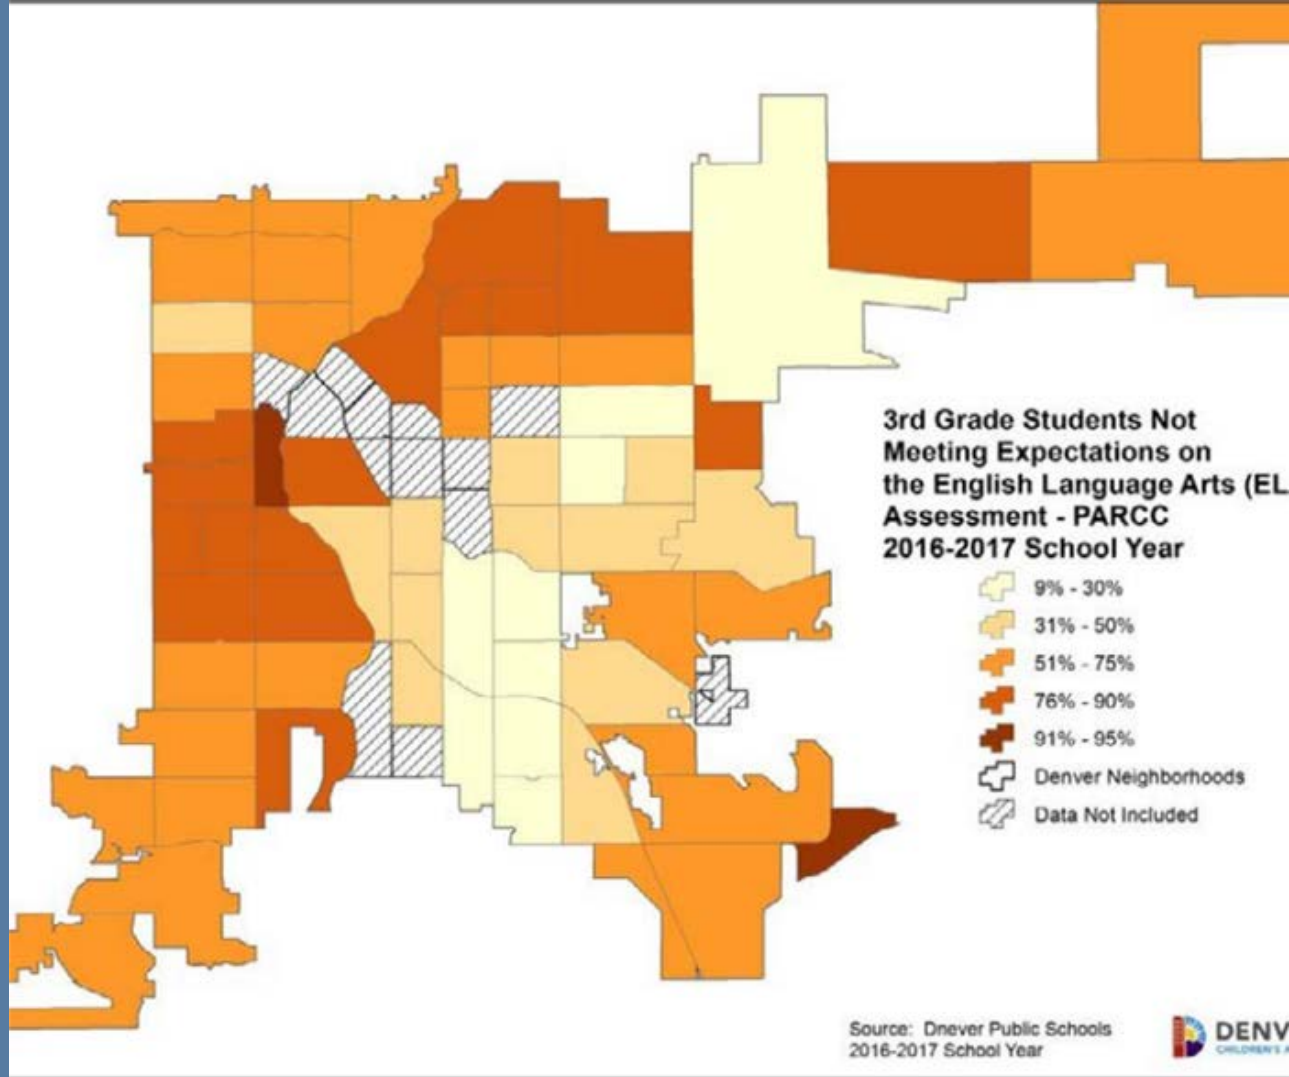 3rd Grade Students Not
Meeting Expectations on
the English Language Arts (EL
Assessment - PARCC
2016-2017 School Year
9% - 30%
31% - 50%
51% - 75%
76% - 90%
91% - 95%
Denver Neighborhoods
Data Not Included
Source: Dnever Public Schools
2016-2017 School Year
DENV
CHILDREN'S A